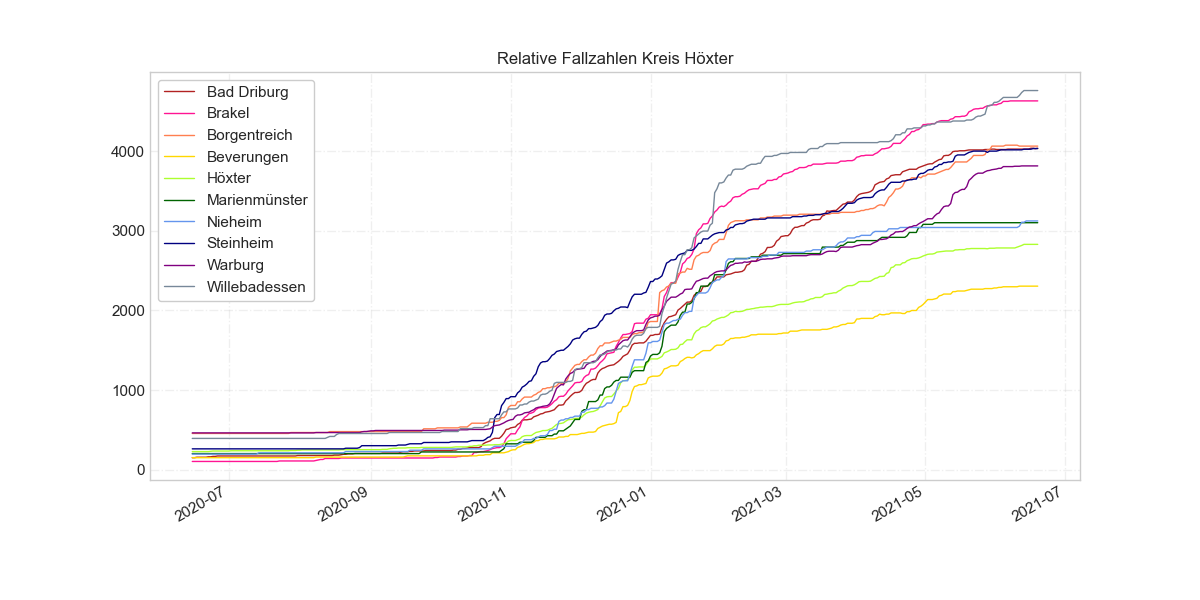 Relative Fallzahlen Kreis Höxter
Bad Driburg
Brakel
Borgentreich
Beverungen
Höxter
Marienmünster
Nieheim
Steinheim
Warburg
Willebadessen
4000
3000
2000
1000
0
2020-07
2020-09
2020-11
2021-01
2021-03
2021-05
2021-07